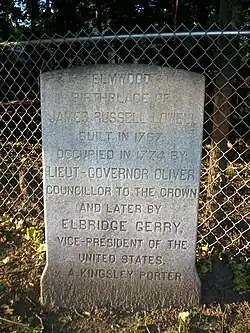 ELMWOOD
BIRTHPLACE OF
JAMES RUSSELL LOWELL
BUILT IN 1767.
OCCUPIED IN 1774 BY
LIEUT-GOVERNOR OLIVER
COUNCILLOR TO THE CROWN
AND LATER BY
ELBRIDGE GERRY,
VICE-PRESIDENT OF THE
UNITED STATES.
A KINGSLEY PORTER